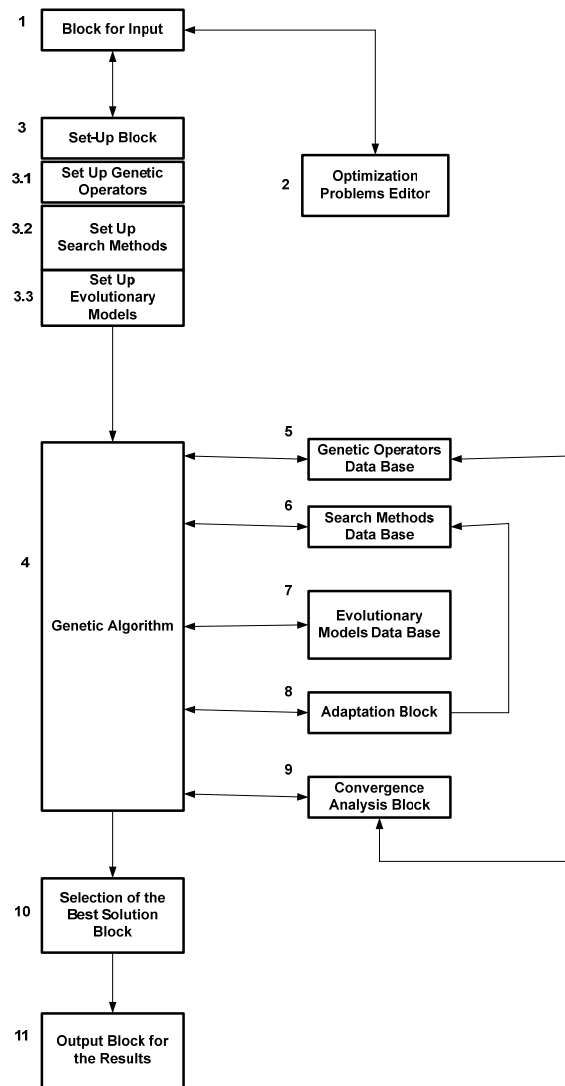 1
Block for Input
3
Set-Up Block
3.1
Set Up Genetic
Operators
2
Optimization
Problems Editor
3.2
Set Up
Search Methods
3.3
Set Up
Evolutionary
Models
5
Genetic Operators
Data Base
6
Search Methods
Data Base
4
Genetic Algorithm
7
Evolutionary
Models Data Base
8
Adaptation Block
9
Convergence
Analysis Block
10
Selection of the
Best Solution
Block
11
Output Block for
the Results